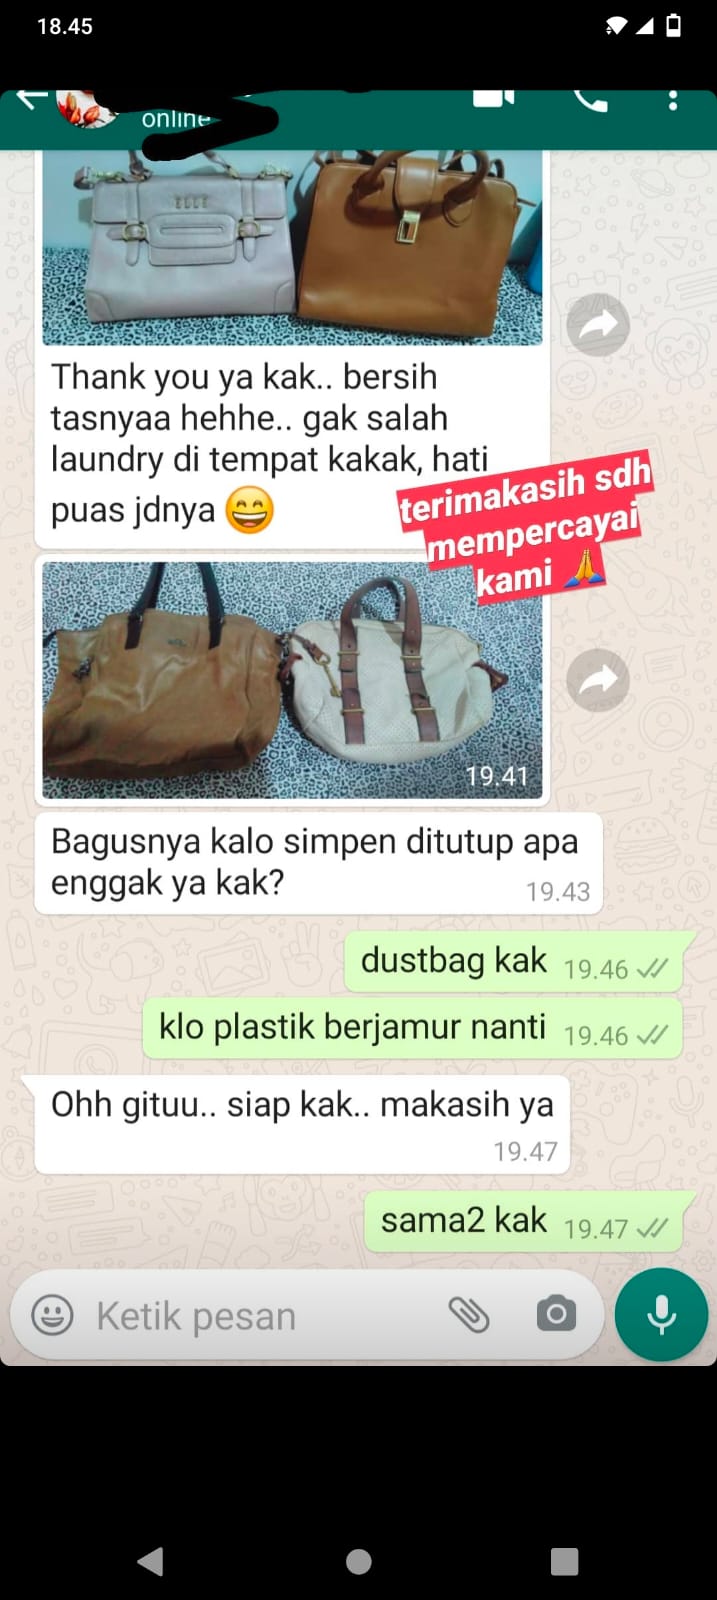 18.45
online
ELLE
Thank you ya kak.. bersih
tasnyaa hehhe.. gak salah
laundry di tempat kakak, hati
puas jdnya 😄
terimakasih sdh
mempercayai
kami 🙏
19.41
Bagusnya kalo simpen ditutup apa
enggak ya kak?
19.43
dustbag kak 19.46
klo plastik berjamur nanti 19.46
Ohh gituu.. siap kak.. makasih ya
19.47
sama2 kak 19.47
Ketik pesan